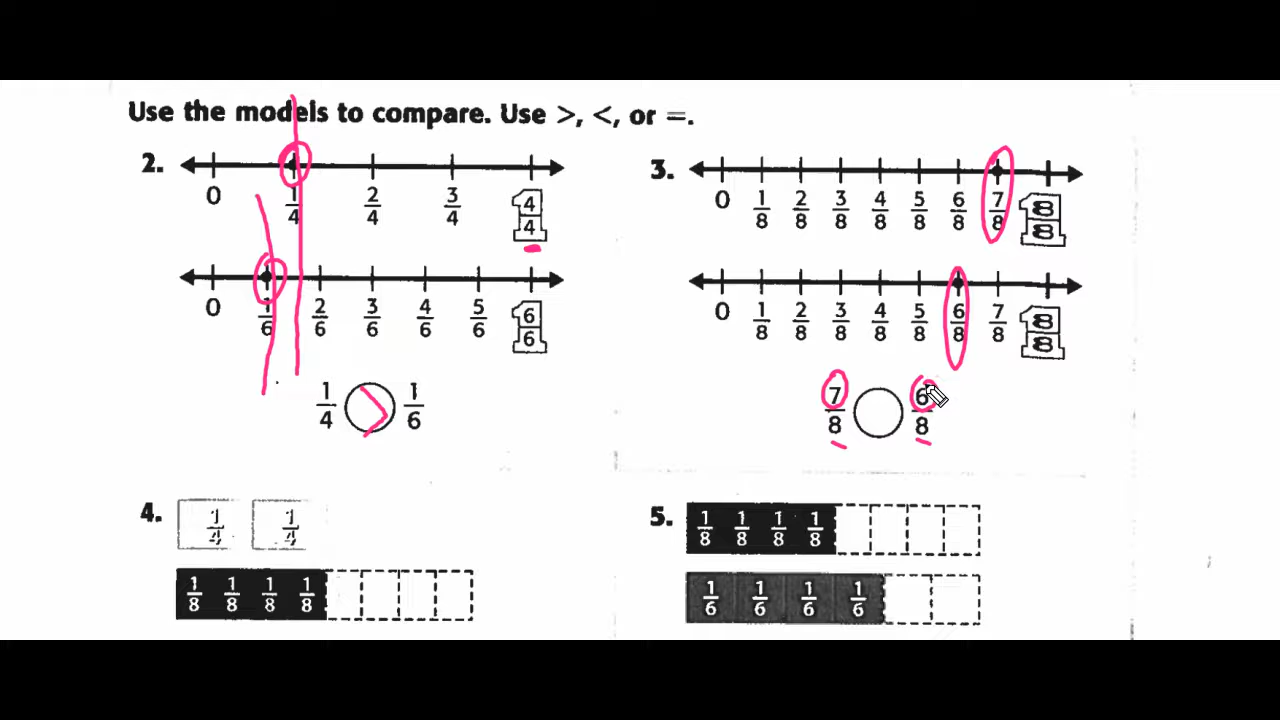 Use the models to compare. Use >, <, or =.
2.
0 1/4 2/4 3/4 1 4/4
0 1/6 2/6 3/6 4/6 5/6 1 6/6
1/4 > 1/6
3.
0 1/8 2/8 3/8 4/8 5/8 6/8 7/8 1 8/8
0 1/8 2/8 3/8 4/8 5/8 6/8 7/8 1 8/8
7/8 6/8
4.
1/4 1/4
1/8 1/8 1/8 1/8
5.
1/8 1/8 1/8 1/8
1/6 1/6 1/6 1/6